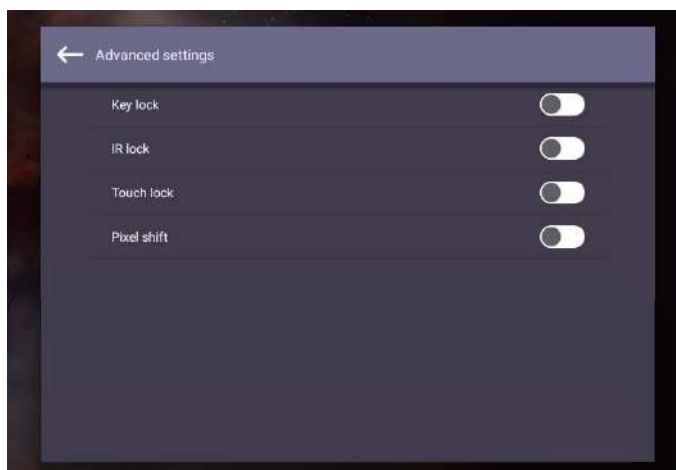 Advanced settings
Key lock
IR lock
Touch lock
Pixel shift